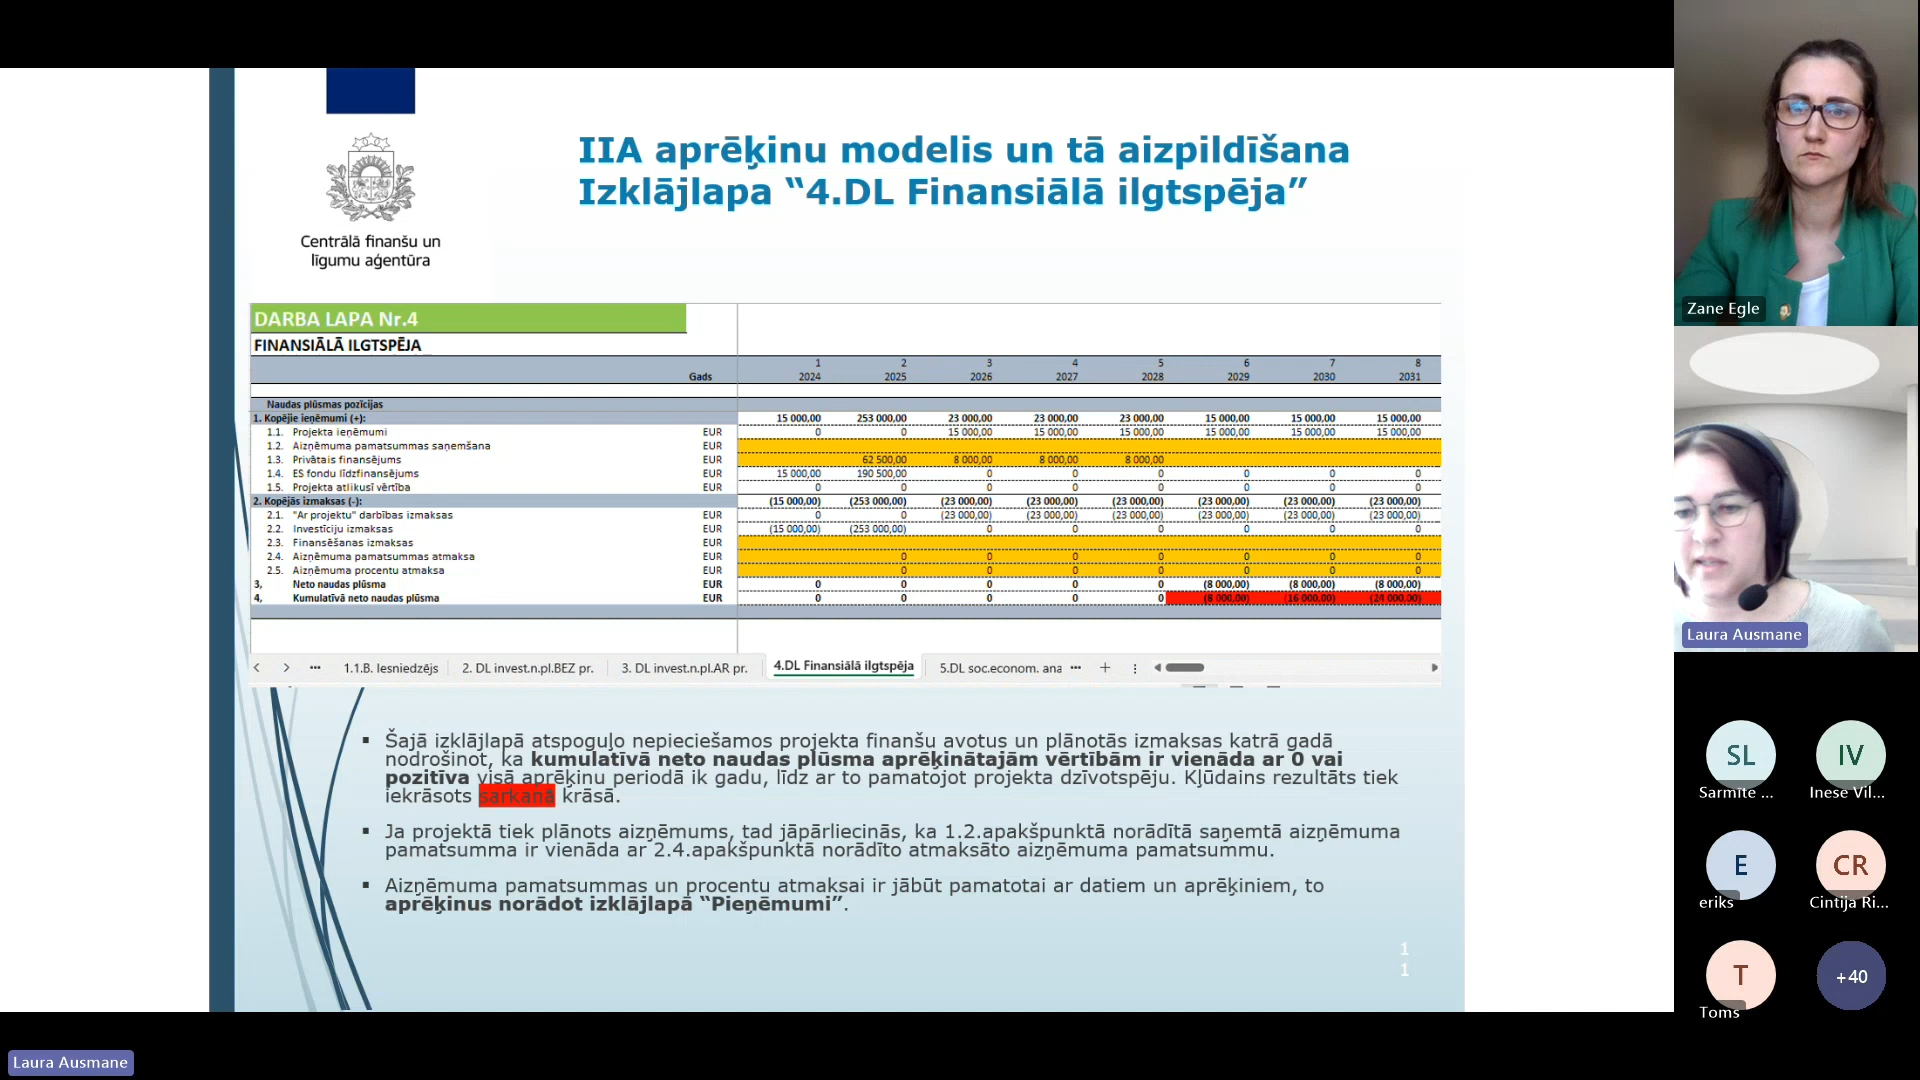 IIA aprēķinu modelis un tā aizpildīšana
Izklājlapa “4.DL Finansiālā ilgtspēja”
Centrālā finanšu un
līgumu aģentūra
DARBA LAPA Nr.4
FINANSIĀLĀ ILGTSPĒJA
1 2 3 4 5 6 7 8
Gads 2024 2025 2026 2027 2028 2029 2030 2031
Naudas plūsmas pozīcijas
1. Kopējie ieņēmumi (+): 15 000,00 253 000,00 23 000,00 23 000,00 23 000,00 15 000,00 15 000,00 15 000,00
1.1. Projekta ieņēmumi EUR 0 0 15 000,00 15 000,00 15 000,00 15 000,00 15 000,00 15 000,00
1.2. Aizņēmuma pamatsummas saņemšana EUR
1.3. Privātais finansējums EUR 62 500,00 8 000,00 8 000,00 8 000,00
1.4. ES fondu līdzfinansējums EUR 15 000,00 190 500,00 0 0 0 0 0 0
1.5. Projekta atlikusī vērtība EUR 0 0 0 0 0 0 0 0
2. Kopējās izmaksas (-): (15 000,00) (253 000,00) (23 000,00) (23 000,00) (23 000,00) (23 000,00) (23 000,00) (23 000,00)
2.1. "Ar projektu" darbības izmaksas EUR 0 0 (23 000,00) (23 000,00) (23 000,00) (23 000,00) (23 000,00) (23 000,00)
2.2. Investīciju izmaksas EUR (15 000,00) (253 000,00) 0 0 0 0 0 0
2.3. Finansēšanas izmaksas EUR
2.4. Aizņēmuma pamatsummas atmaksa EUR 0 0 0 0 0 0 0
2.5. Aizņēmuma procentu atmaksa EUR 0 0 0 0 0 0 0
3, Neto naudas plūsma EUR 0 0 0 0 0 (8 000,00) (8 000,00) (8 000,00)
4, Kumulatīvā neto naudas plūsma EUR 0 0 0 0 0 (8 000,00) (16 000,00) (24 000,00)
1.1.B. Iesniedzējs 2. DL invest.n.pl.BEZ pr. 3. DL invest.n.pl.AR pr. 4.DL Finansiālā ilgtspēja 5.DL soc.econom. ana
▪ Šajā izklājlapā atspoguļo nepieciešamos projekta finanšu avotus un plānotās izmaksas katrā gadā
nodrošinot, ka kumulatīvā neto naudas plūsma aprēķinātajām vērtībām ir vienāda ar 0 vai
pozitīva visā aprēķinu periodā ik gadu, līdz ar to pamatojot projekta dzīvotspēju. Kļūdains rezultāts tiek
iekrāsots sarkanā krāsā.
▪ Ja projektā tiek plānots aizņēmums, tad jāpārliecinās, ka 1.2.apakšpunktā norādītā saņemtā aizņēmuma
pamatsumma ir vienāda ar 2.4.apakšpunktā norādīto atmaksāto aizņēmuma pamatsummu.
▪ Aizņēmuma pamatsummas un procentu atmaksai ir jābūt pamatotai ar datiem un aprēķiniem, to
aprēķinus norādot izklājlapā “Pieņēmumi”.
1
1
Zane Egle
Laura Ausmane
SL IV
Sarmīte ... Inese Vil...
E CR
eriks Cintija Ri...
T +40
Toms
Laura Ausmane